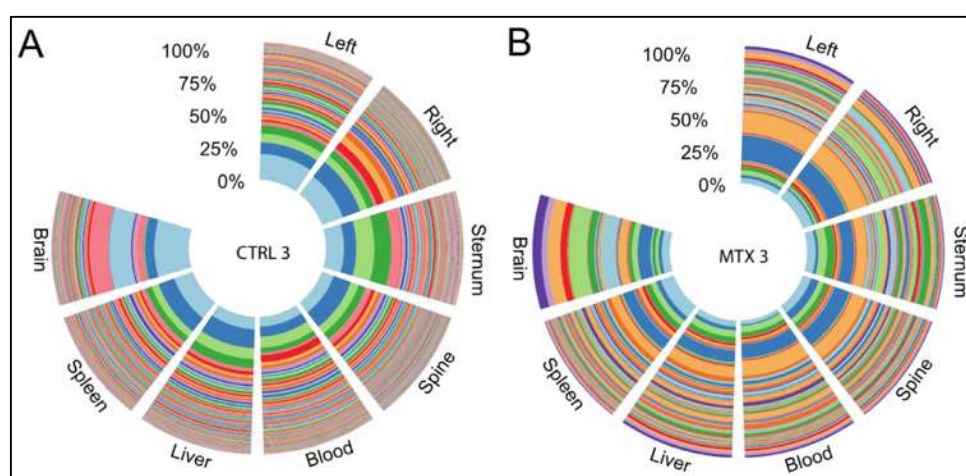 A
100%
75%
50%
25%
0%
Left
Right
Sternum
Spine
Blood
Liver
Spleen
Brain
CTRL 3
B
100%
75%
50%
25%
0%
Left
Right
Sternum
Spine
Blood
Liver
Spleen
Brain
MTX 3